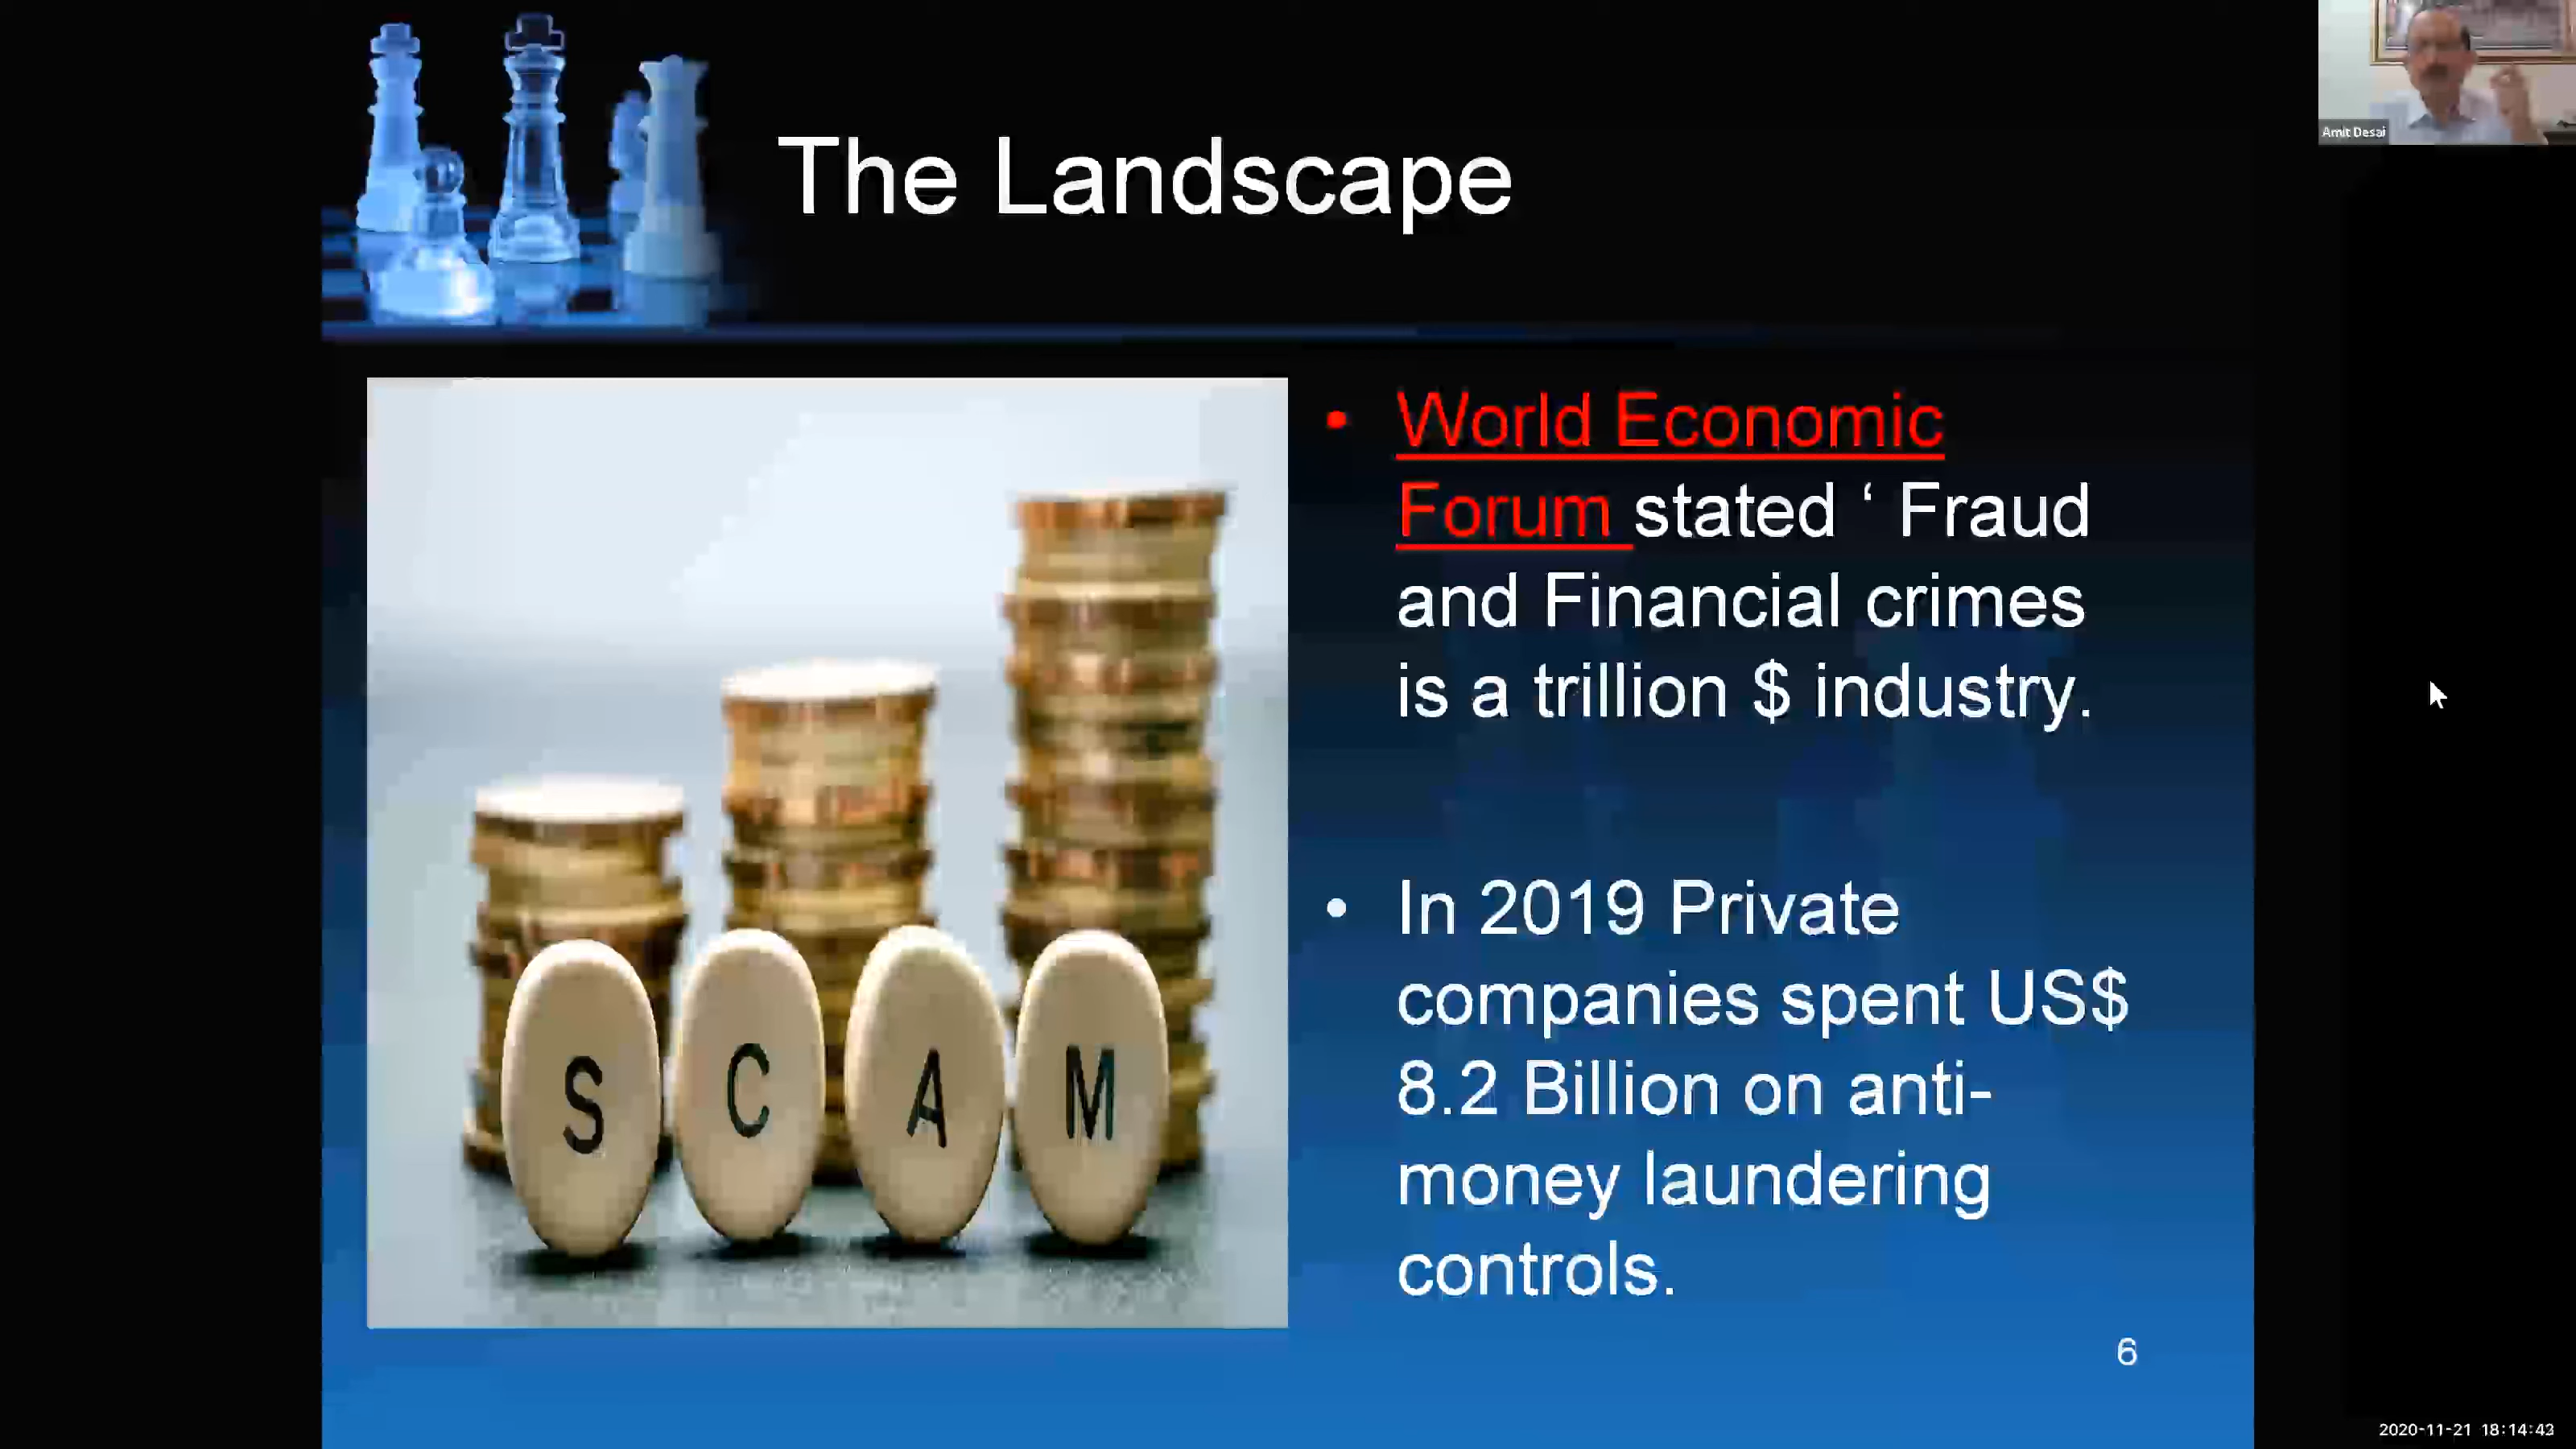 The Landscape
Amit Desai
• World Economic
Forum stated ‘ Fraud
and Financial crimes
is a trillion $ industry.
• In 2019 Private
companies spent US$
8.2 Billion on anti-
money laundering
controls.
S C A M
6
2020-11-21 18:14:43